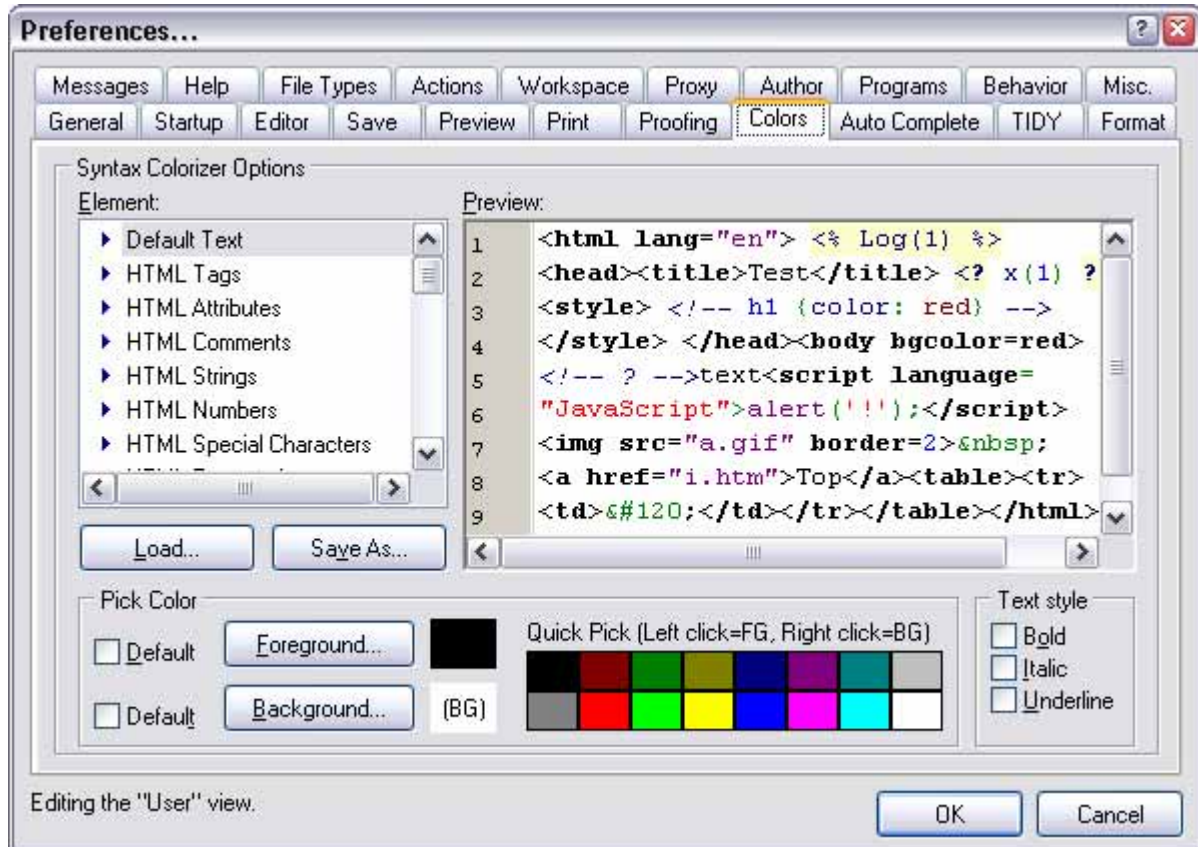 Preferences...
Messages Help File Types Actions Workspace Proxy Author Programs Behavior Misc.
General Startup Editor Save Preview Print Proofing Colors Auto Complete TIDY Format
Syntax Colorizer Options
Element:
Default Text
HTML Tags
HTML Attributes
HTML Comments
HTML Strings
HTML Numbers
HTML Special Characters
Load... Save As...
Preview:
1 <html lang="en"> <% Log(1) %>
2 <head><title>Test</title> <? x(1) ?
3 <style> <!-- h1 {color: red} -->
4 </style> </head><body bgcolor=red>
5 <!-- ? -->text<script language=
6 "JavaScript">alert('!');</script>
7 <img src="a.gif" border=2>&nbsp;
8 <a href="i.htm">Top</a><table><tr>
9 <td>&#120;</td></tr></table></html>
Pick Color
Default Foreground...
Default Background... (BG)
Quick Pick (Left click=FG, Right click=BG)
Text style
Bold
Italic
Underline
Editing the "User" view.
OK Cancel